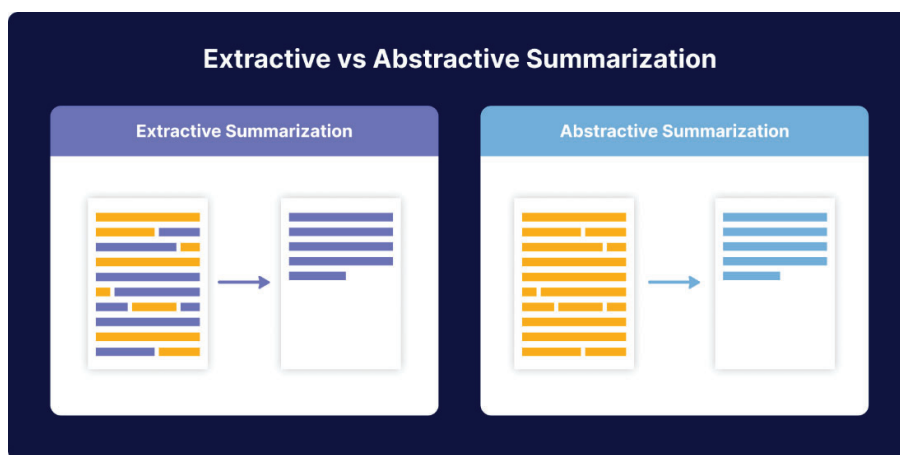 Extractive vs Abstractive Summarization
Extractive Summarization
Abstractive Summarization